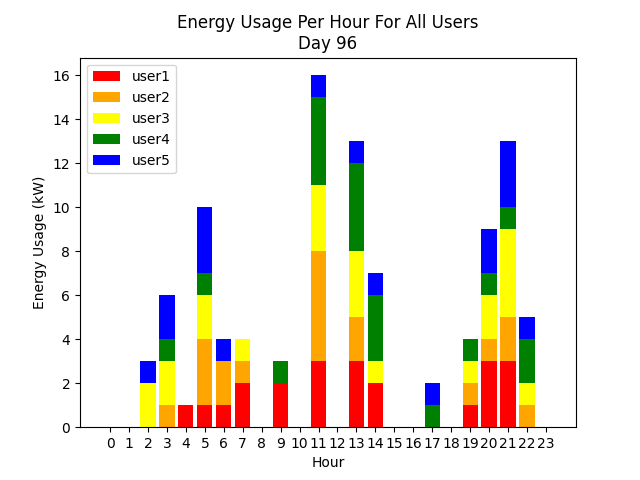 Energy Usage Per Hour For All Users
Day 96
user1
user2
user3
user4
user5
Energy Usage (kW)
16
14
12
10
8
6
4
2
0
0 1 2 3 4 5 6 7 8 9 10 11 12 13 14 15 16 17 18 19 20 21 22 23
Hour